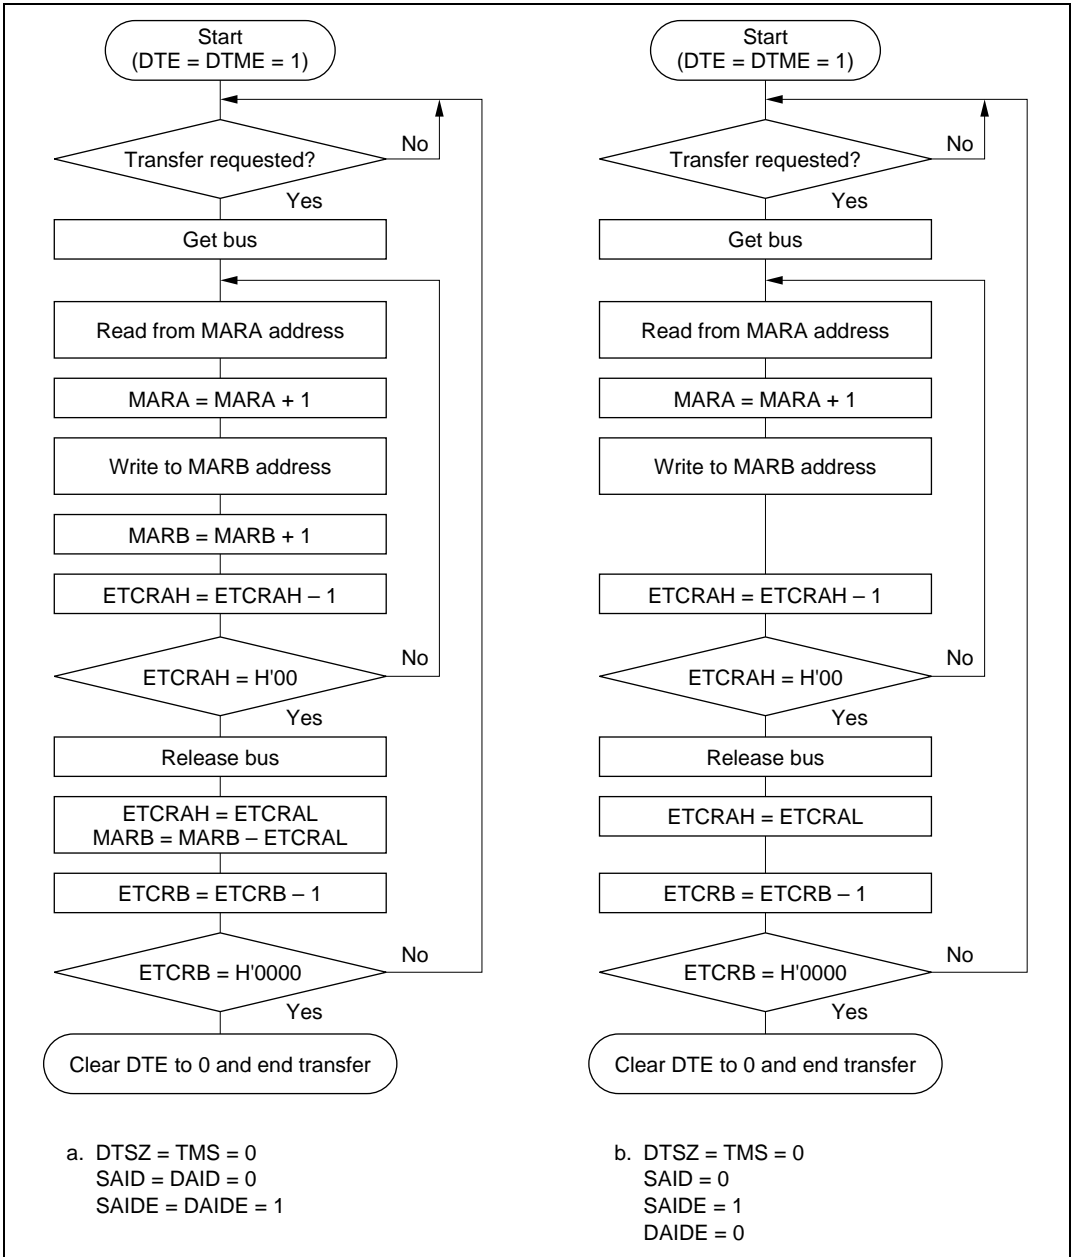 Start
(DTE = DTME = 1)
Transfer requested?
No
Yes
Get bus
Read from MARA address
MARA = MARA + 1
Write to MARB address
MARB = MARB + 1
ETCRAH = ETCRAH – 1
ETCRAH = H'00
No
Yes
Release bus
ETCRAH = ETCRAL
MARB = MARB – ETCRAL
ETCRB = ETCRB – 1
ETCRB = H'0000
No
Yes
Clear DTE to 0 and end transfer
a. DTSZ = TMS = 0
SAID = DAID = 0
SAIDE = DAIDE = 1
Start
(DTE = DTME = 1)
Transfer requested?
No
Yes
Get bus
Read from MARA address
MARA = MARA + 1
Write to MARB address
ETCRAH = ETCRAH – 1
ETCRAH = H'00
No
Yes
Release bus
ETCRAH = ETCRAL
ETCRB = ETCRB – 1
ETCRB = H'0000
No
Yes
Clear DTE to 0 and end transfer
b. DTSZ = TMS = 0
SAID = 0
SAIDE = 1
DAIDE = 0